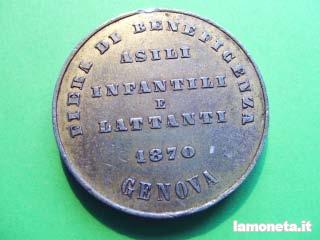 FIERA DI BENEFICENZA
ASILI
INFANTILI
E
LATTANTI
1870
GENOVA
lamoneta.it